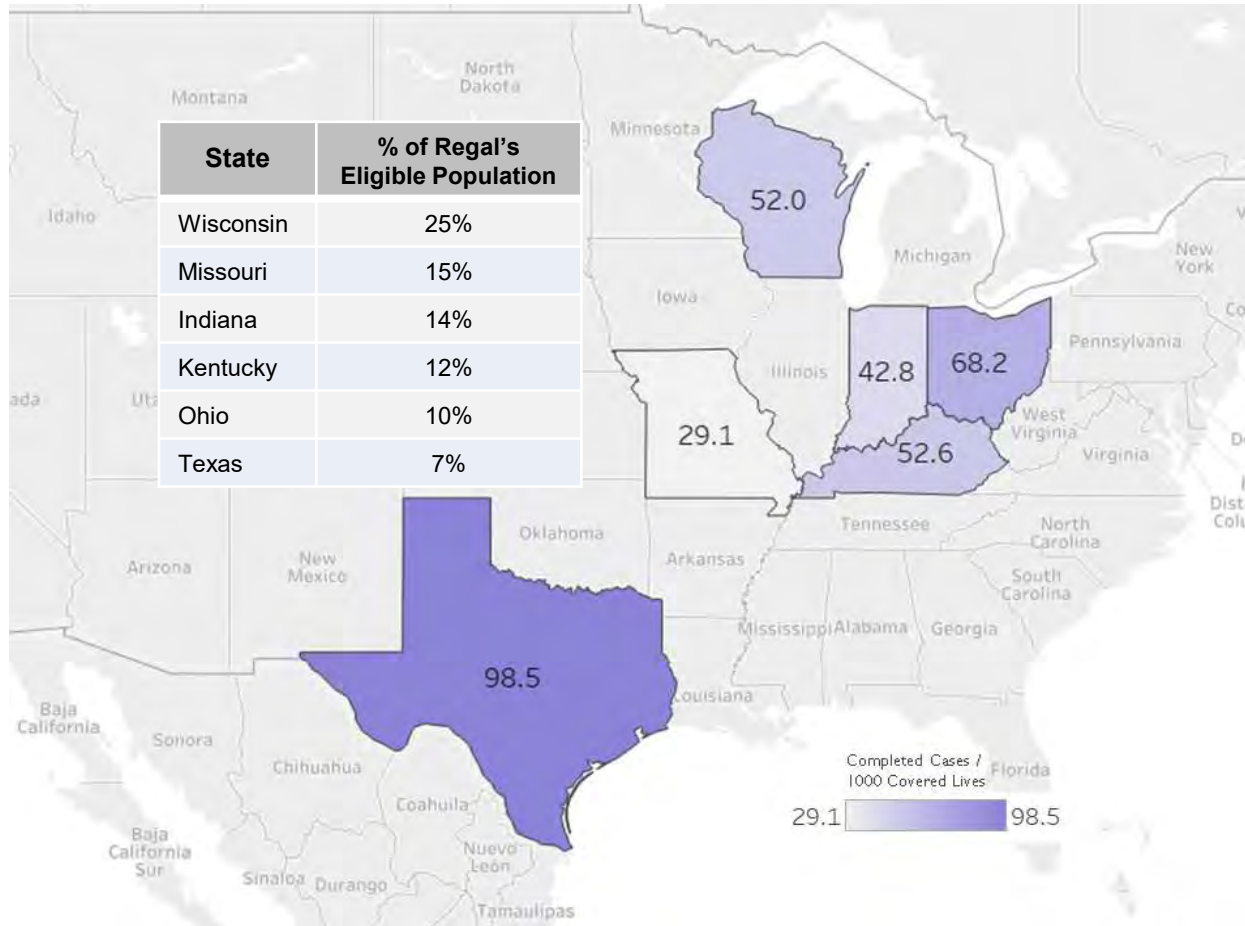 North
Dakota
Montana
Minnesota
State
% of Regal's
Eligible Population
Idaho
Wisconsin 25%
52.0
Michigan
New
York
Missouri 15%
Iowa
Indiana 14%
Pennsylvania
Kentucky 12%
Illinois
42.8
68.2
Ohio 10%
29.1
West
Virginia
Virginia
52.6
Texas 7%
Oklahoma
Tennessee
North
Carolina
Arizona
New
Mexico
Arkansas
South
Carolina
Mississippi
Alabama
Georgia
98.5
Louisiana
Baja
California
Sonora
Chihuahua
Completed Cases /
1000 Covered Lives
Florida
29.1
98.5
Coahuila
Baja
California
Sur
Nuevo
León
Sinaloa
Durango
Tamaulipas